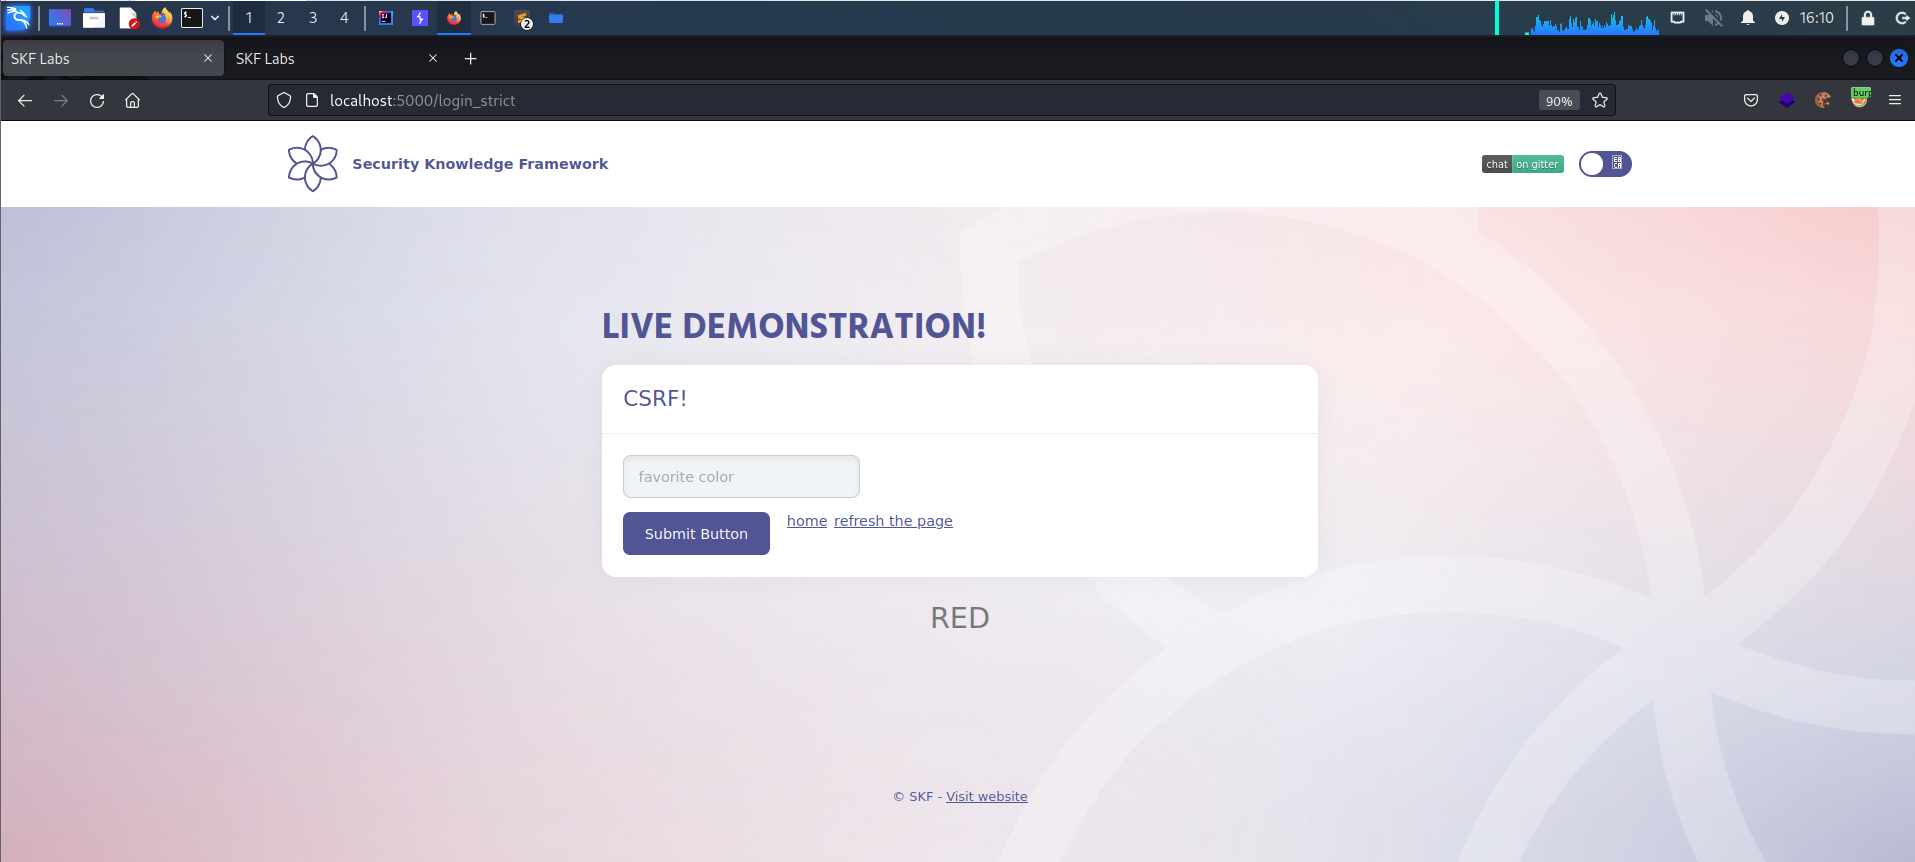 1 2 3 4 2 16:10
SKF Labs SKF Labs
localhost:5000/login_strict 90% burp
Security Knowledge Framework chat on gitter
LIVE DEMONSTRATION!
CSRF!
favorite color
Submit Button home refresh the page
RED
© SKF - Visit website